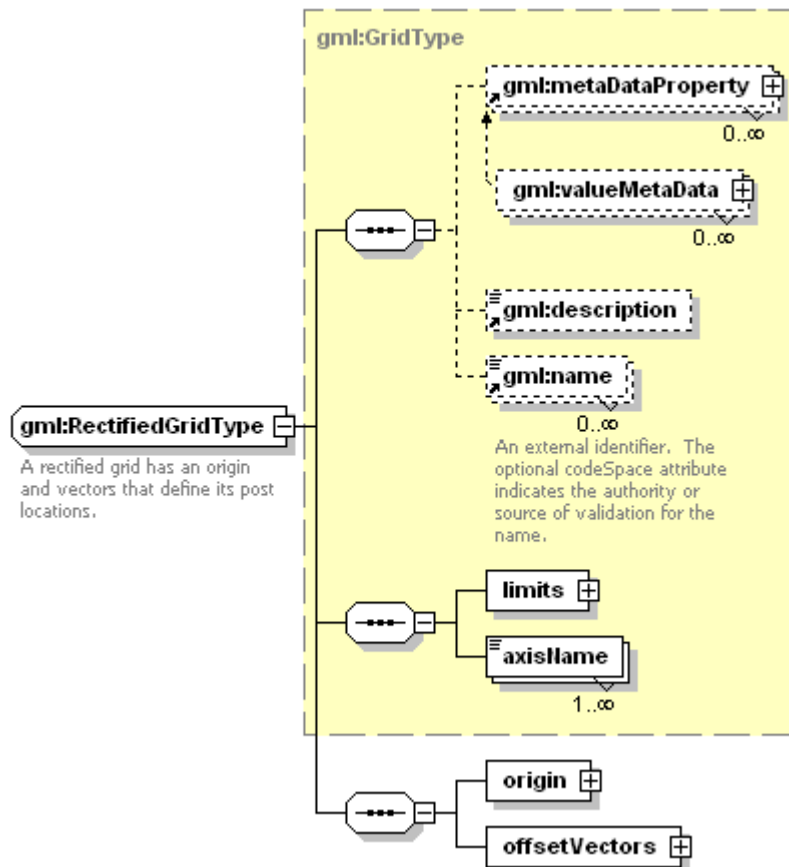 gml:GridType
gml:metaDataProperty
0..∞
gml:valueMetaData
0..∞
gml:description
gml:name
0..∞
An external identifier. The
optional codeSpace attribute
indicates the authority or
source of validation for the
name.
gml:RectifiedGridType
A rectified grid has an origin
and vectors that define its post
locations.
limits
axisName
1..∞
origin
offsetVectors